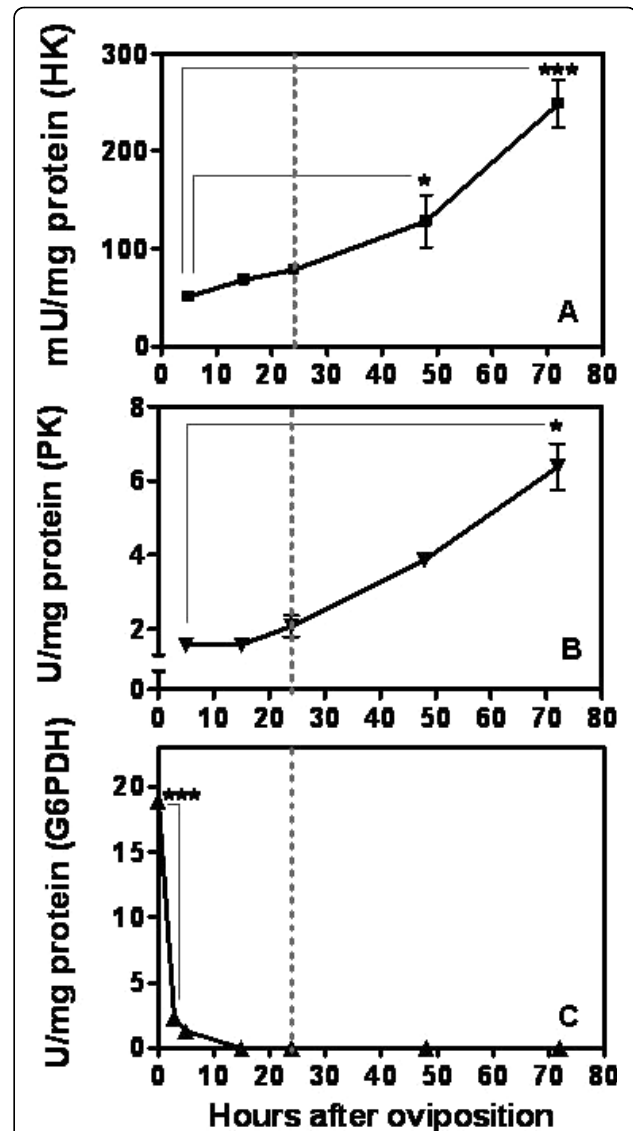 mU/mg protein (HK)
300
200
100
0
***
*
A
0 10 20 30 40 50 60 70 80
U/mg protein (PK)
8
6
4
2
0
*
B
0 10 20 30 40 50 60 70 80
U/mg protein (G6PDH)
20
15
10
5
0
***
C
0 10 20 30 40 50 60 70 80
Hours after oviposition